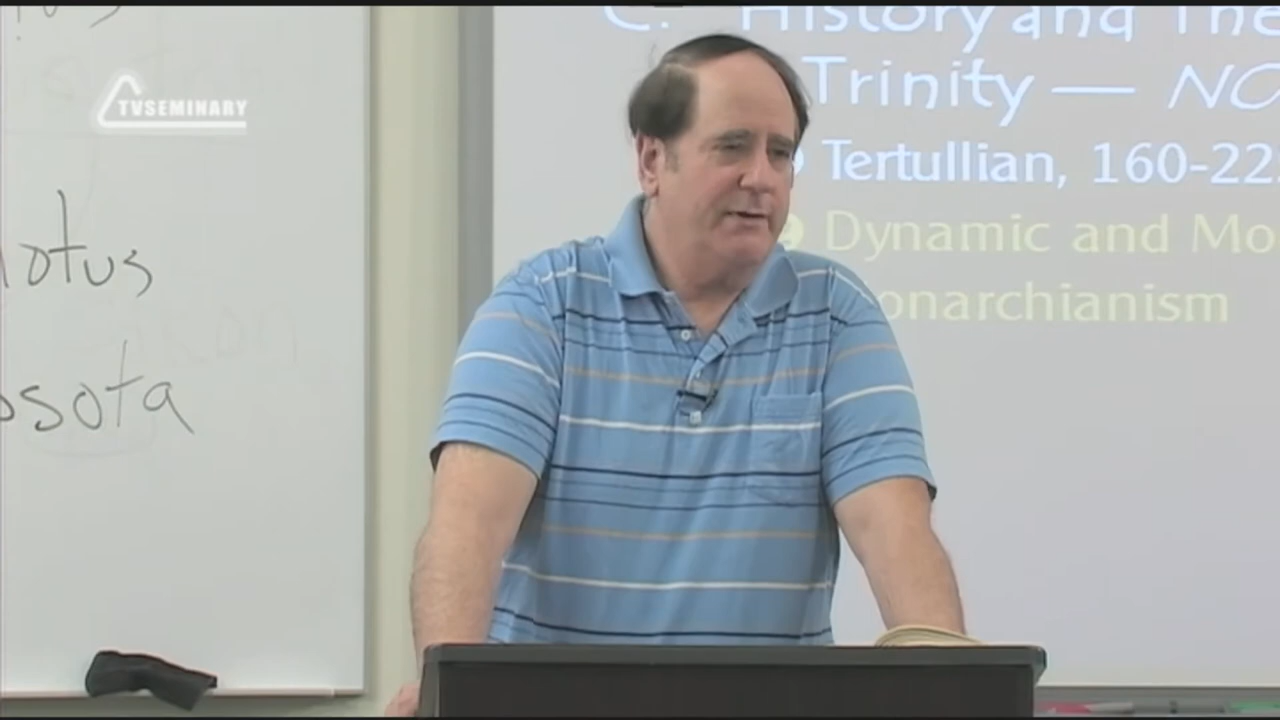 TVSEMINARY
otus
sota
C. History and The
Trinity — NO
Tertullian, 160-22
Dynamic and Mo
onarchianism